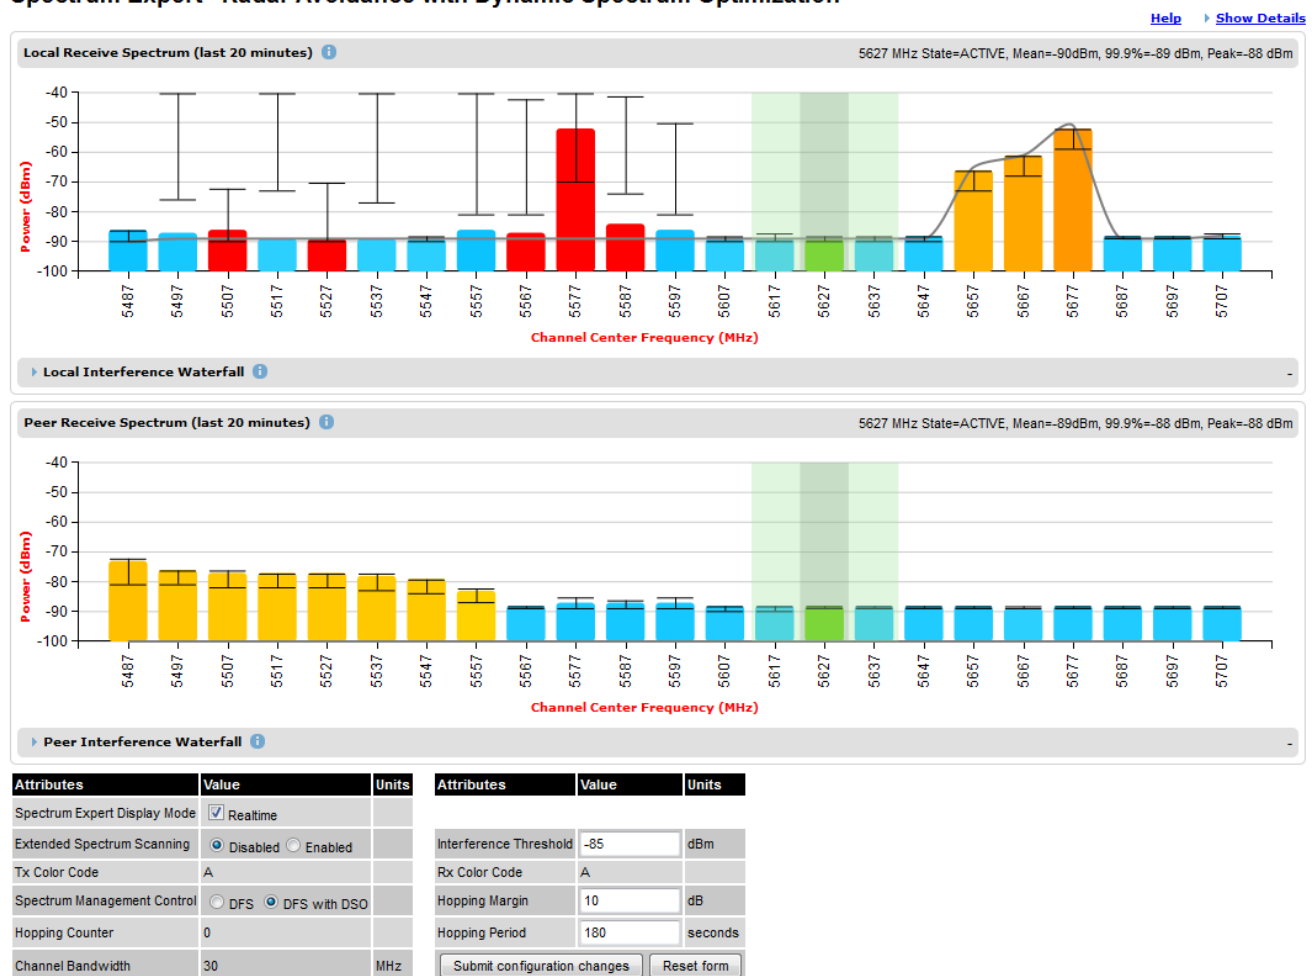 Help Show Details
Local Receive Spectrum (last 20 minutes) i 5627 MHz State=ACTIVE, Mean=-90dBm, 99.9%=-89 dBm, Peak=-88 dBm
Power (dBm)
-40
-50
-60
-70
-80
-90
-100
5487 5497 5507 5517 5527 5537 5547 5557 5567 5577 5587 5597 5607 5617 5627 5637 5647 5657 5667 5677 5687 5697 5707
Channel Center Frequency (MHz)
Local Interference Waterfall i -
Peer Receive Spectrum (last 20 minutes) i 5627 MHz State=ACTIVE, Mean=-89dBm, 99.9%=-88 dBm, Peak=-88 dBm
Power (dBm)
-40
-50
-60
-70
-80
-90
-100
5487 5497 5507 5517 5527 5537 5547 5557 5567 5577 5587 5597 5607 5617 5627 5637 5647 5657 5667 5677 5687 5697 5707
Channel Center Frequency (MHz)
Peer Interference Waterfall i -
Attributes Value Units Attributes Value Units
Spectrum Expert Display Mode Realtime
Extended Spectrum Scanning Disabled Enabled Interference Threshold -85 dBm
Tx Color Code A Rx Color Code A
Spectrum Management Control DFS DFS with DSO Hopping Margin 10 dB
Hopping Counter 0 Hopping Period 180 seconds
Channel Bandwidth 30 MHz Submit configuration changes Reset form